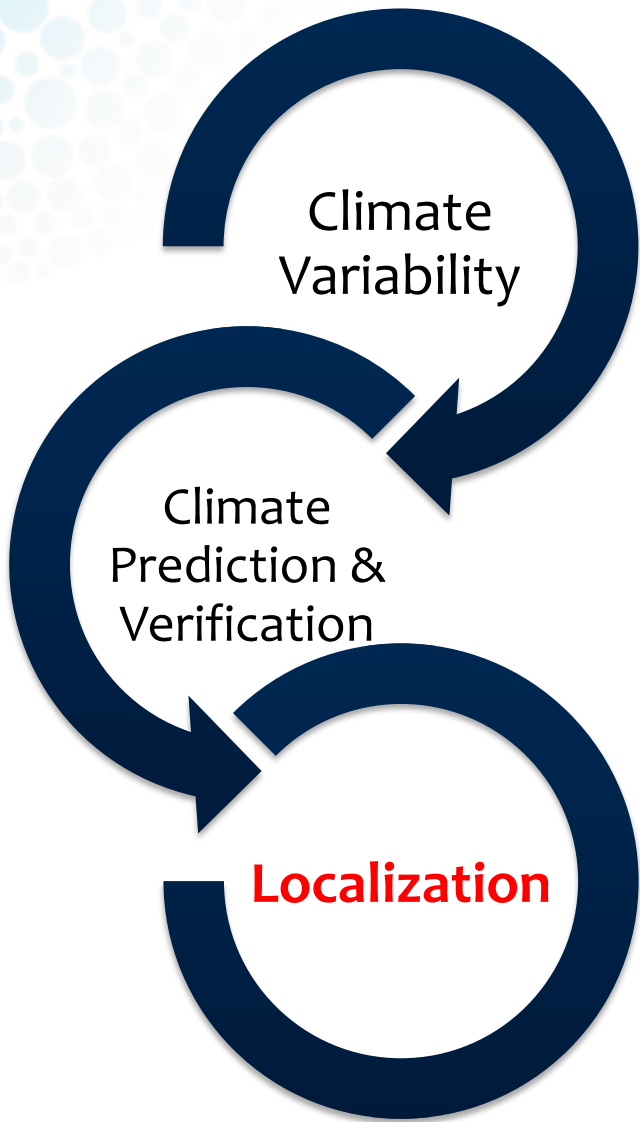 Climate
Variability
Climate
Prediction &
Verification
Localization